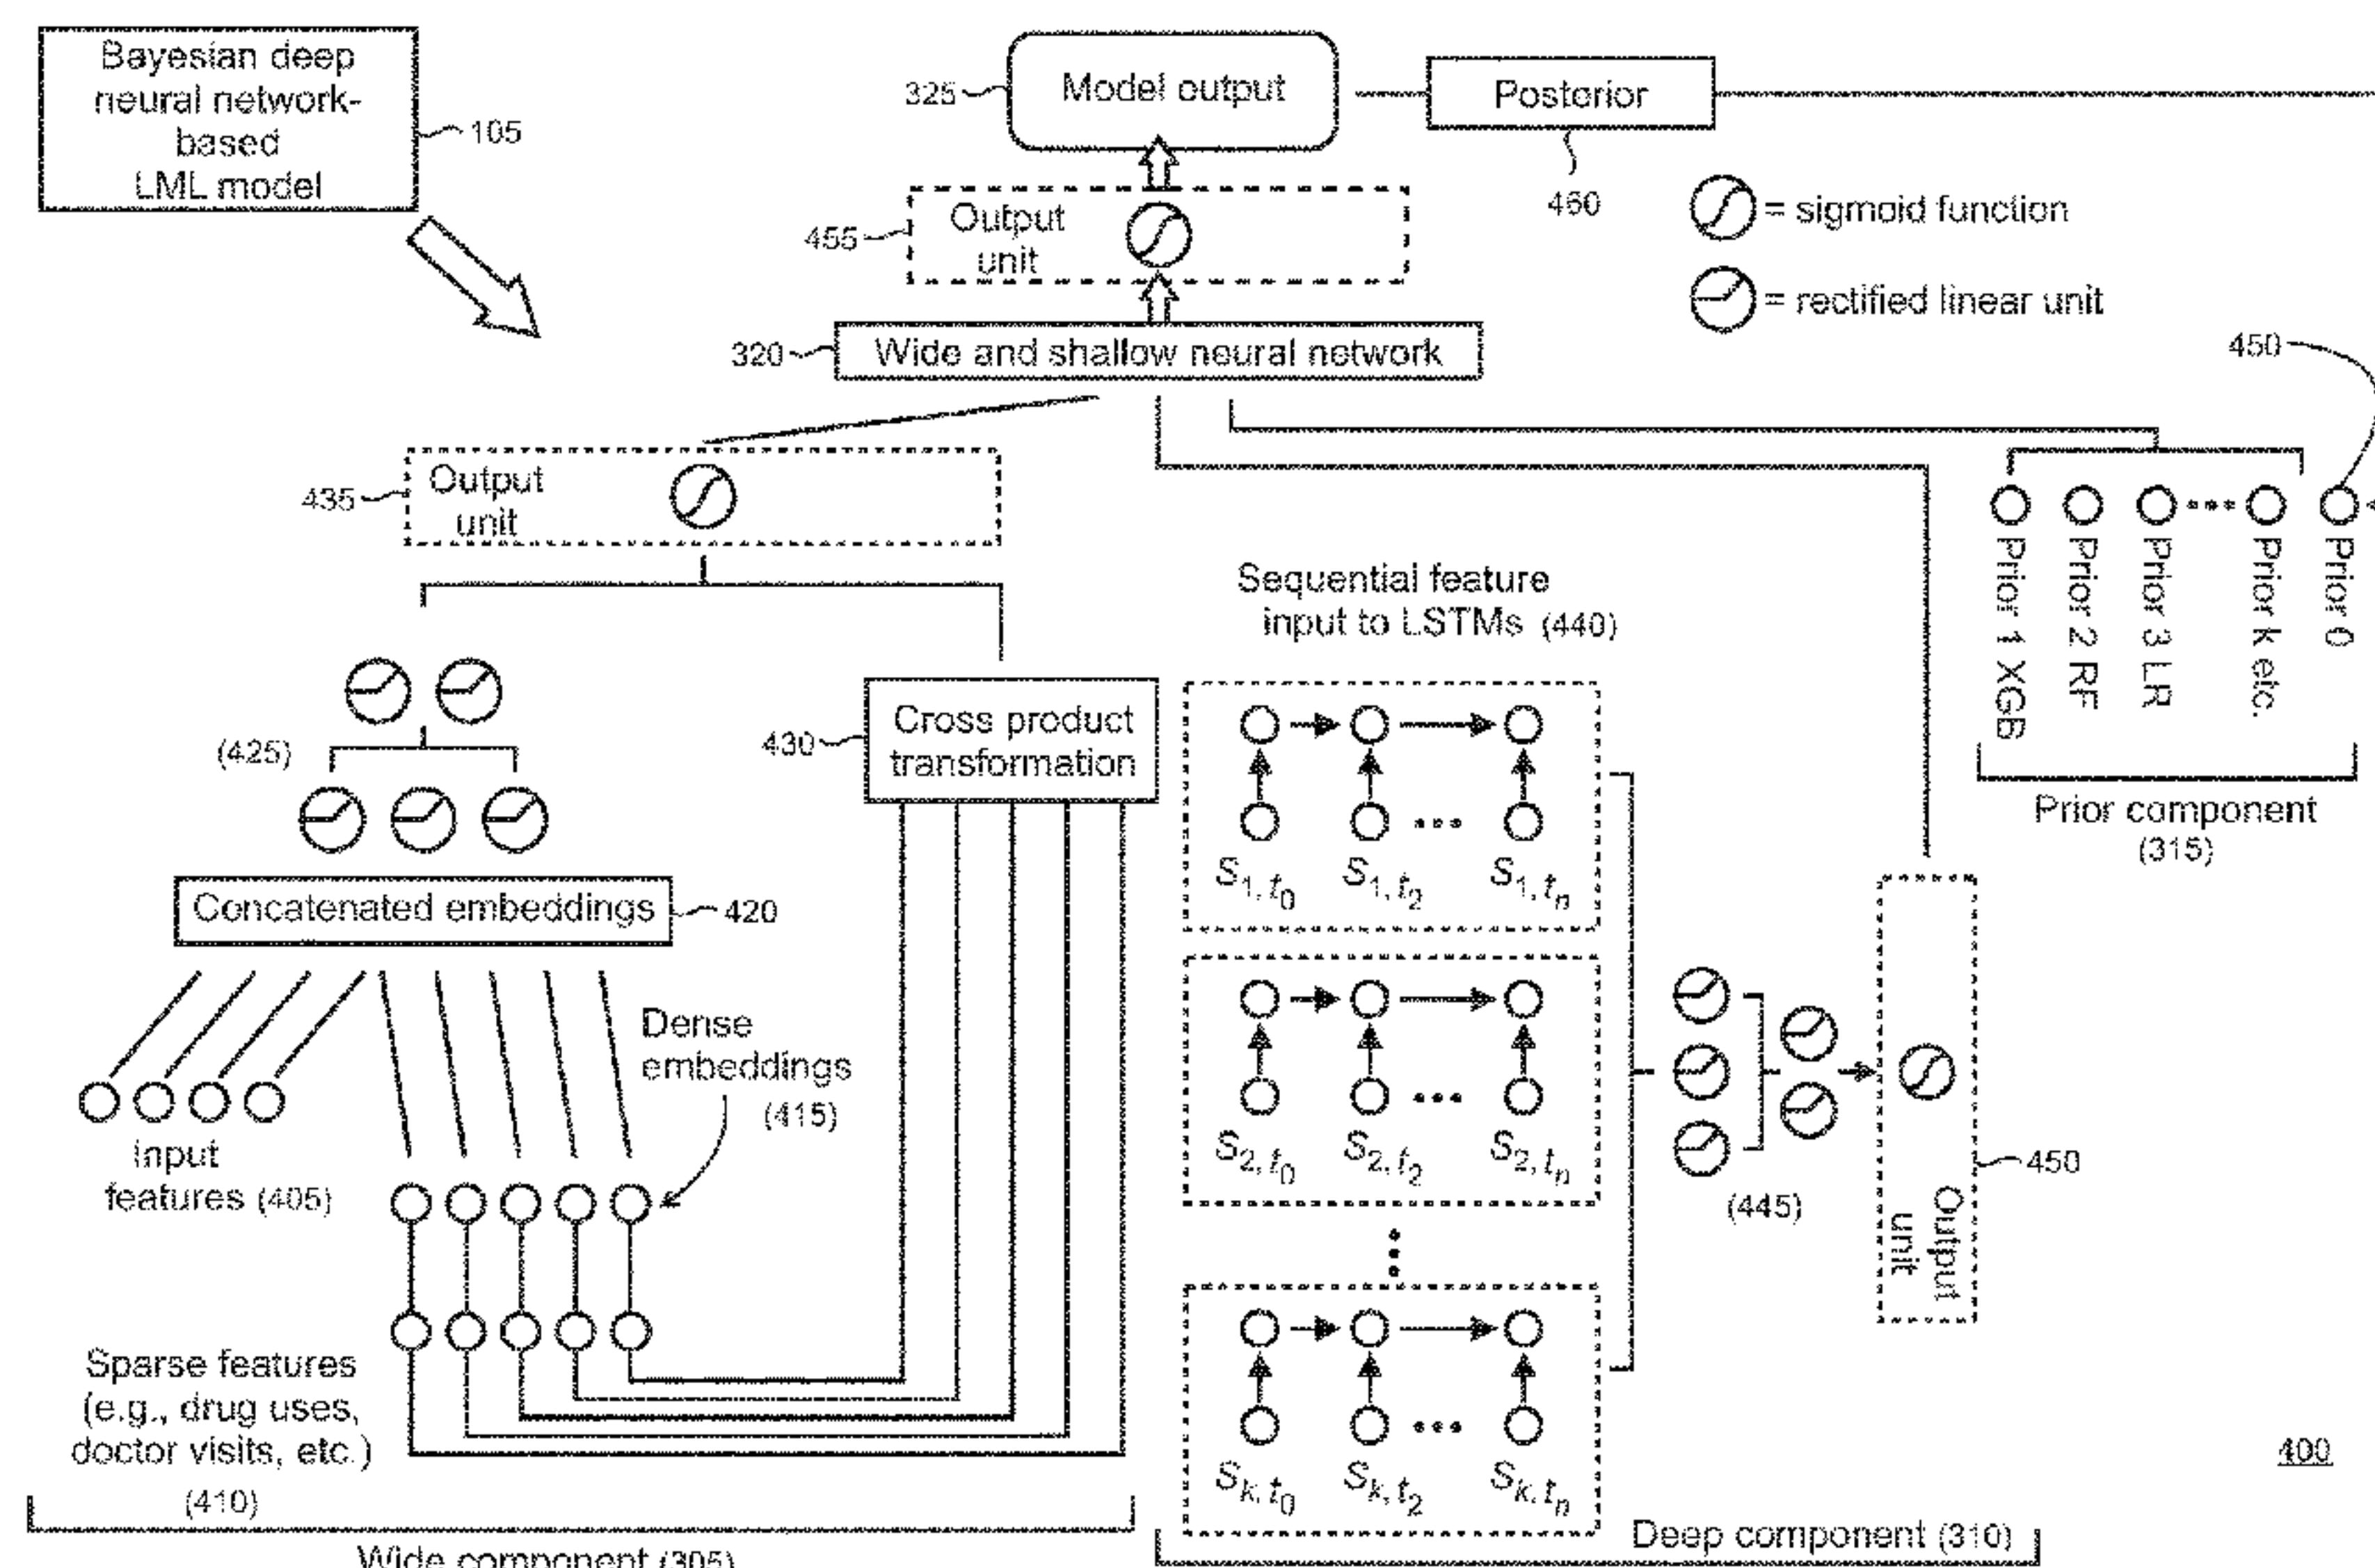 Bayesian deep
neural network-
based
LML model
105
325
Model output
Posterior
460
455
Output
unit
= sigmoid function
= rectified linear unit
320
Wide and shallow neural network
450
435
Output
unit
Prior 1 XGB
Prior 2 RF
Prior 3 LR
Prior k etc.
Prior 0
Prior component
(315)
Sequential feature
input to LSTMs (440)
(425)
430
Cross product
transformation
Concatenated embeddings
420
Dense
embeddings
(415)
input
features (405)
Sparse features
(e.g., drug uses,
doctor visits, etc.)
(410)
S1, t0 S1, t2 S1, tn
S2, t0 S2, t2 S2, tn
Sk, t0 Sk, t2 Sk, tn
(445)
450
Output
unit
400
Wide component (305)
Deep component (310)